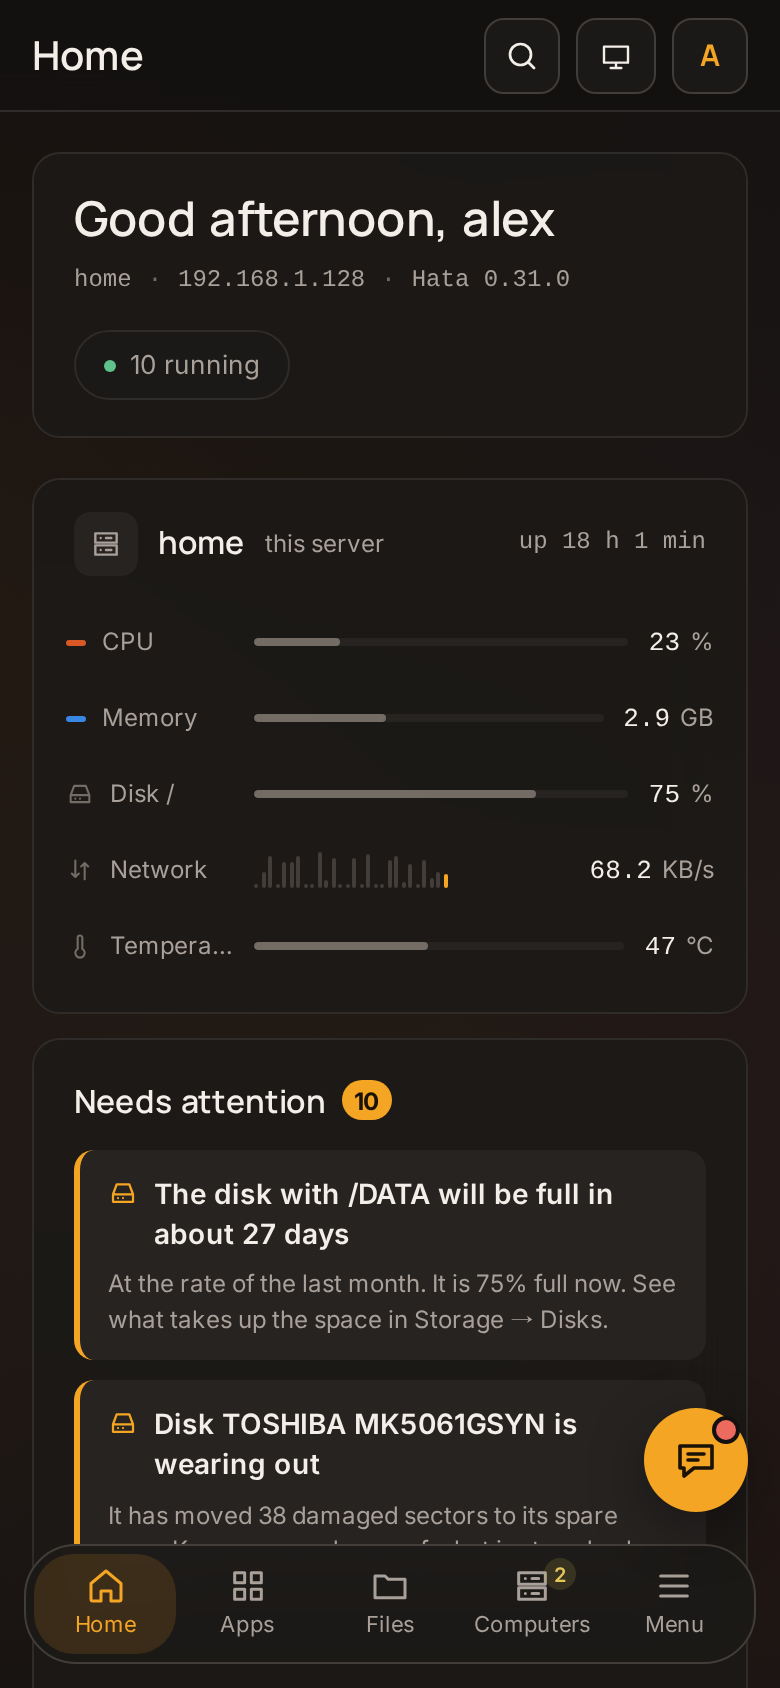 Home
A
Good afternoon, alex
home · 192.168.1.128 · Hata 0.31.0
10 running
home this server up 18 h 1 min
CPU 23 %
Memory 2.9 GB
Disk / 75 %
Network 68.2 KB/s
Tempera... 47 °C
Needs attention 10
The disk with /DATA will be full in
about 27 days
At the rate of the last month. It is 75% full now. See
what takes up the space in Storage → Disks.
Disk TOSHIBA MK5061GSYN is
wearing out
It has moved 38 damaged sectors to its spare
2
Home Apps Files Computers Menu